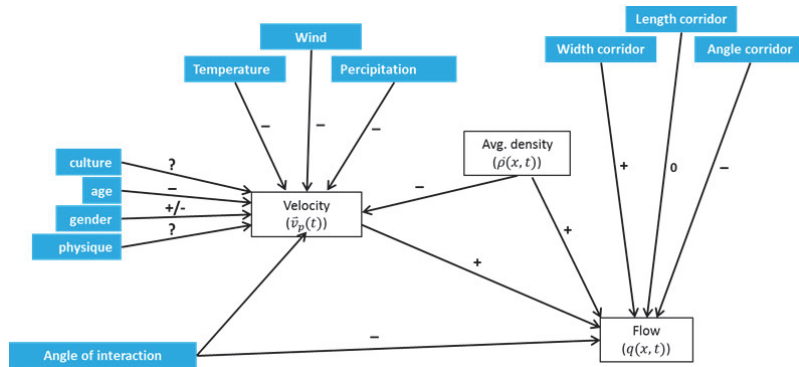 Length corridor
Wind
Width corridor
Angle corridor
Temperature
Percipitation
–
–
–
culture
?
Avg. density
(ρ̄(x, t))
age
–
+
0
–
gender
+/-
Velocity
(v⃗ₚ(t))
–
physique
?
+
+
Angle of interaction
–
Flow
(q(x, t))